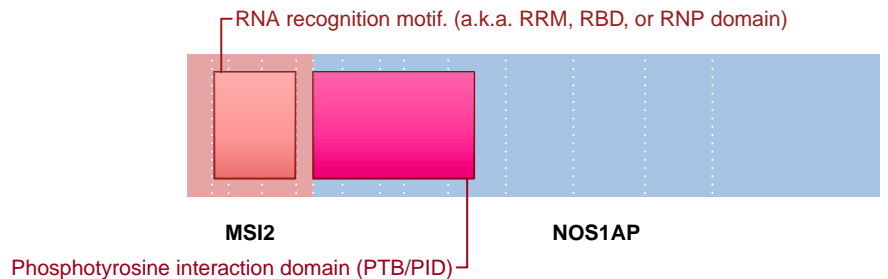 RNA recognition motif. (a.k.a. RRM, RBD, or RNP domain)
MSI2
NOS1AP
Phosphotyrosine interaction domain (PTB/PID)